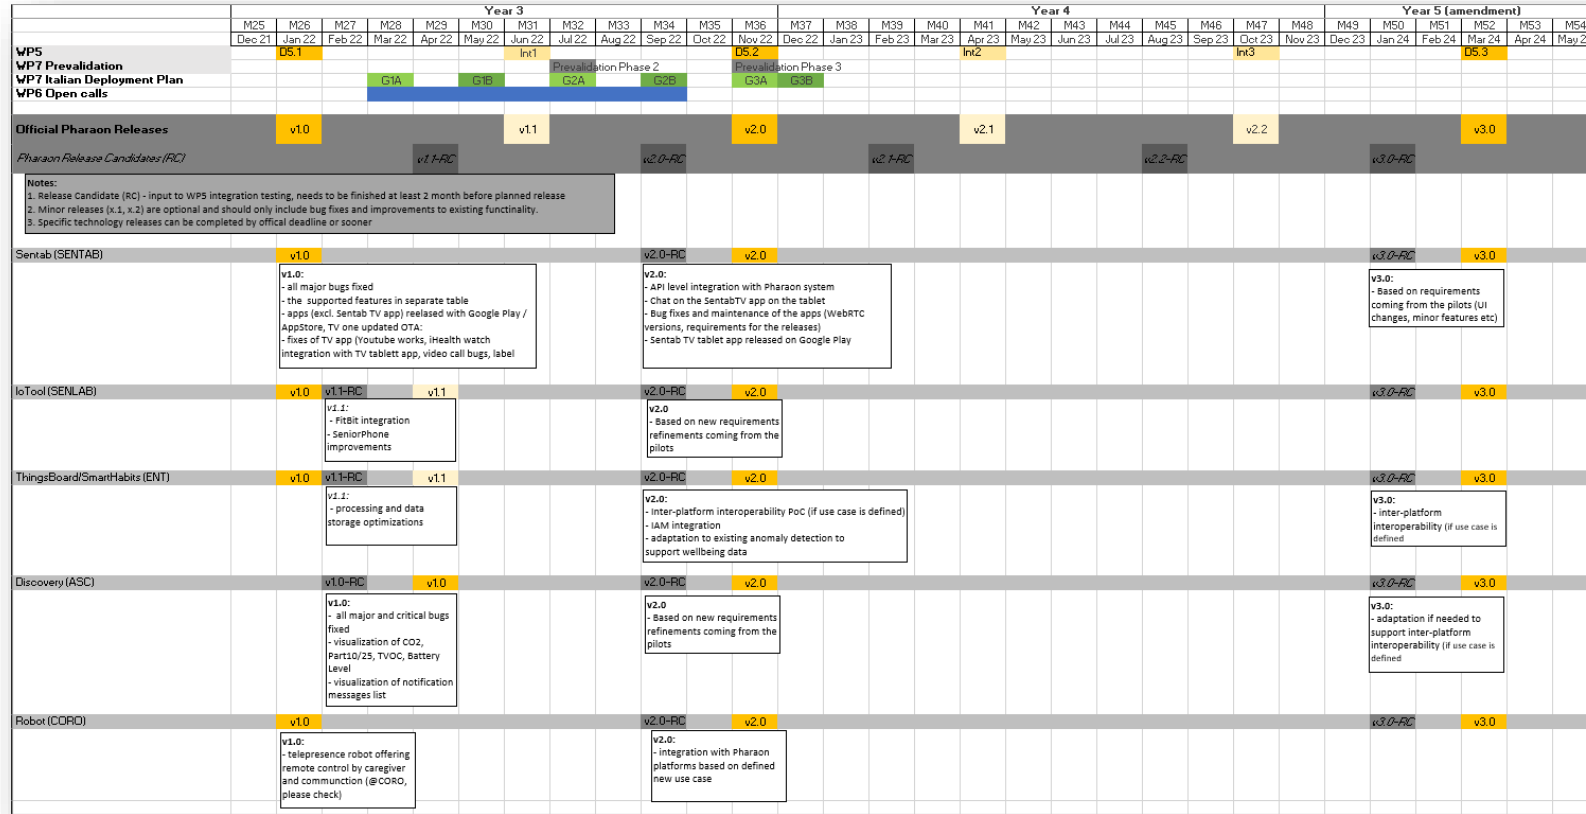 Year 3 Year 4 Year 5 (amendment)
M25 M26 M27 M28 M29 M30 M31 M32 M33 M34 M35 M36 M37 M38 M39 M40 M41 M42 M43 M44 M45 M46 M47 M48 M49 M50 M51 M52 M53 M54
Dec 21 Jan 22 Feb 22 Mar 22 Apr 22 May 22 Jun 22 Jul 22 Aug 22 Sep 22 Oct 22 Nov 22 Dec 22 Jan 23 Feb 23 Mar 23 Apr 23 May 23 Jun 23 Jul 23 Aug 23 Sep 23 Oct 23 Nov 23 Dec 23 Jan 24 Feb 24 Mar 24 Apr 24 May 2
WP5 D5.1 Int1 D5.2 Int2 Int3 D5.3
WP7 Prevalidation Prevalidation Phase 2 Prevalidation Phase 3
WP7 Italian Deployment Plan G1A G1B G2A G2B G3A G3B
WP6 Open calls
Official Pharaon Releases v1.0 v1.1 v2.0 v2.1 v2.2 v3.0
Pharaon Release Candidates (RC) v1.1-RC v2.0-RC v2.1-RC v2.2-RC v3.0-RC
Notes:
1. Release Candidate (RC) - input to WP5 integration testing, needs to be finished at least 2 month before planned release
2. Minor releases (x.1, x.2) are optional and should only include bug fixes and improvements to existing functinality.
3. Specific technology releases can be completed by offical deadline or sooner
Sentab (SENTAB) v1.0 v2.0-RC v2.0 v3.0-RC v3.0
v1.0:
- all major bugs fixed
- the supported features in separate table
- apps (excl. Sentab TV app) reelased with Google Play /
AppStore, TV one updated OTA:
- fixes of TV app (Youtube works, iHealth watch
integration with TV tablett app, video call bugs, label
v2.0:
- API level integration with Pharaon system
- Chat on the SentabTV app on the tablet
- Bug fixes and maintenance of the apps (WebRTC
versions, requirements for the releases)
- Sentab TV tablet app released on Google Play
v3.0:
- Based on requirements
coming from the pilots (UI
changes, minor features etc)
IoTool (SENLAB) v1.0 v1.1-RC v1.1 v2.0-RC v2.0 v3.0-RC v3.0
v1.1:
- FitBit integration
- SeniorPhone
improvements
v2.0
- Based on new requirements
refinements coming from the
pilots
ThingsBoard/SmartHabits (ENT) v1.0 v1.1-RC v1.1 v2.0-RC v2.0 v3.0-RC v3.0
v1.1:
- processing and data
storage optimizations
v2.0:
- Inter-platform interoperability PoC (if use case is defined)
- IAM integration
- adaptation to existing anomaly detection to
support wellbeing data
v3.0:
- inter-platform
interoperability (if use case is
defined
Discovery (ASC) v1.0-RC v1.0 v2.0-RC v2.0 v3.0-RC v3.0
v1.0:
- all major and critical bugs
fixed
- visualization of CO2,
Part10/25, TVOC, Battery
Level
- visualization of notification
messages list
v2.0
- Based on new requirements
refinements coming from the
pilots
v3.0:
- adaptation if needed to
support inter-platform
interoperability (if use case is
defined
Robot (CORO) v1.0 v2.0-RC v2.0 v3.0-RC v3.0
v1.0:
- telepresence robot offering
remote control by caregiver
and communction (@CORO,
please check)
v2.0:
- integration with Pharaon
platforms based on defined
new use case